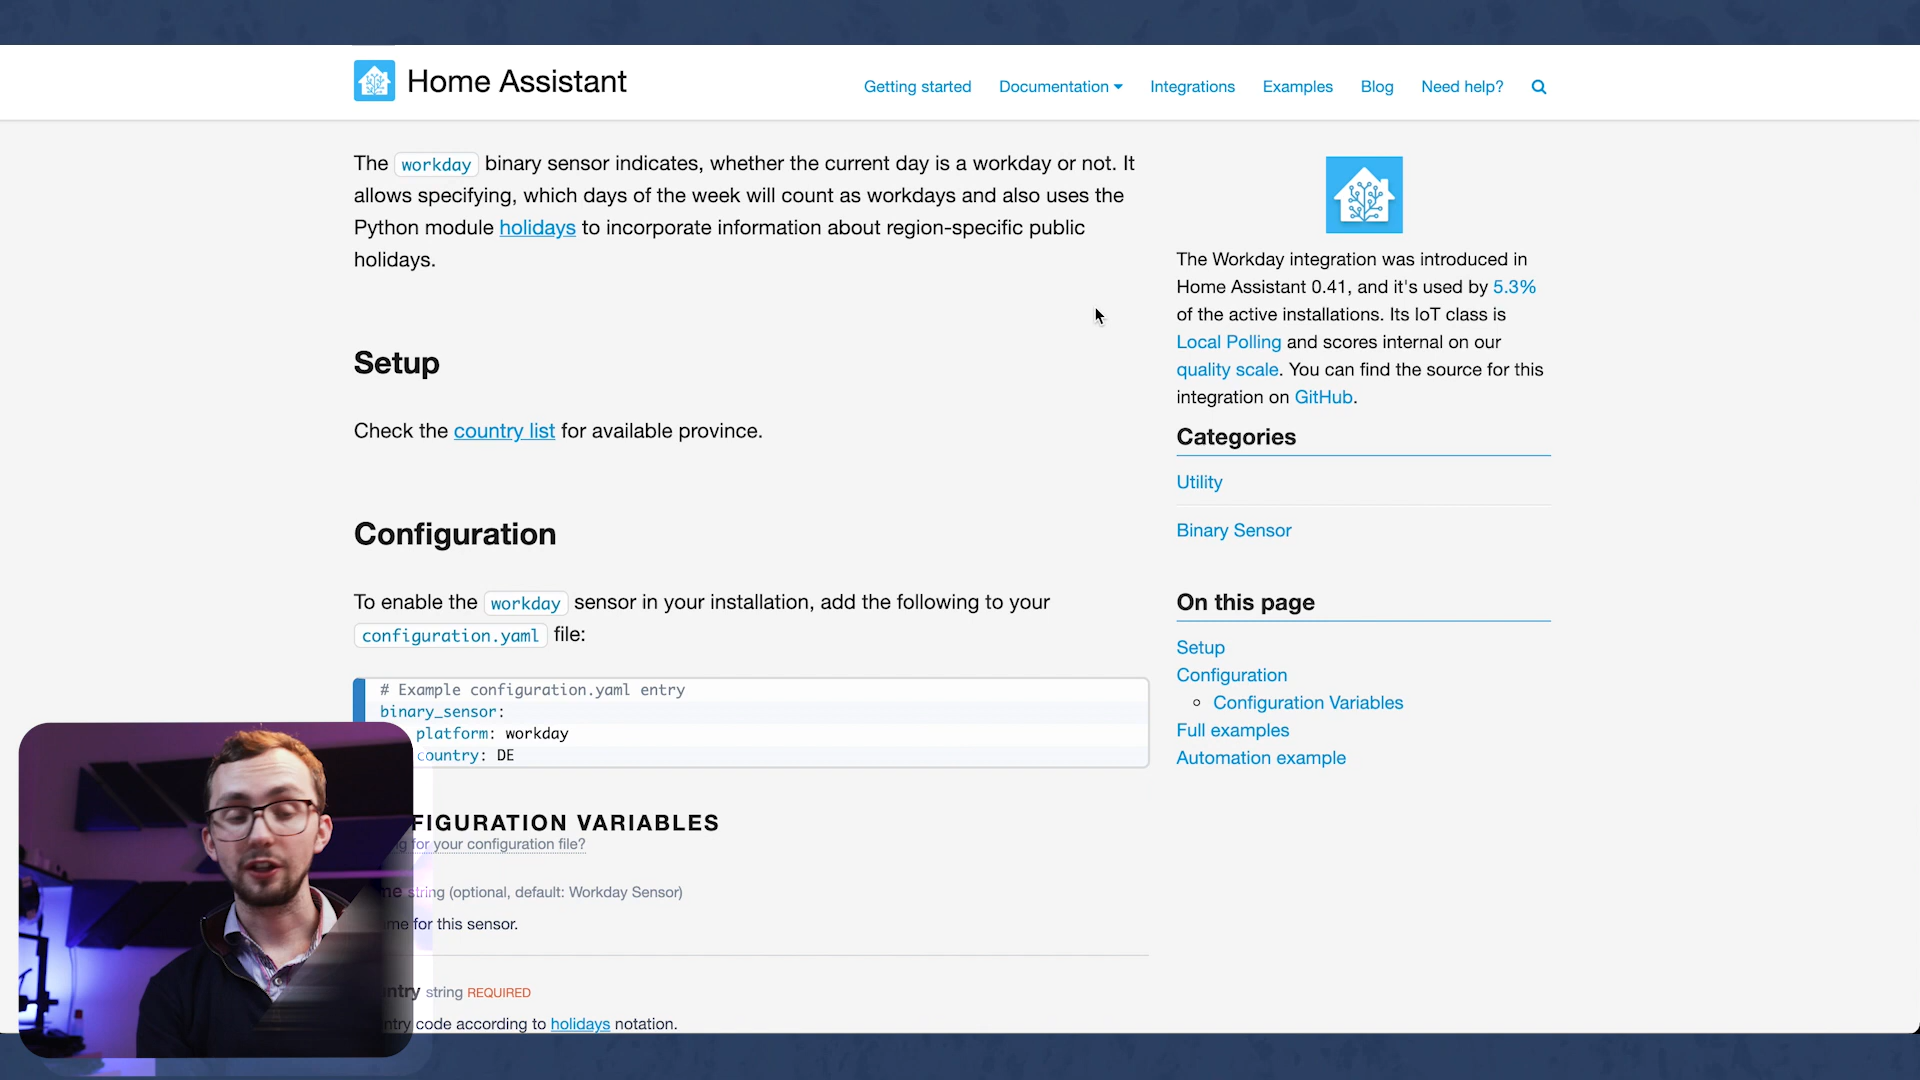 Home Assistant
Getting started
Documentation
Integrations
Examples
Blog
Need help?
The workday binary sensor indicates, whether the current day is a workday or not. It
allows specifying, which days of the week will count as workdays and also uses the
Python module holidays to incorporate information about region-specific public
holidays.
Setup
Check the country list for available province.
Configuration
To enable the workday sensor in your installation, add the following to your
configuration.yaml file:
# Example configuration.yaml entry
binary_sensor:
platform: workday
country: DE
FIGURATION VARIABLES
for your configuration file?
string (optional, default: Workday Sensor)
for this sensor.
string REQUIRED
code according to holidays notation.
The Workday integration was introduced in
Home Assistant 0.41, and it's used by 5.3%
of the active installations. Its IoT class is
Local Polling and scores internal on our
quality scale. You can find the source for this
integration on GitHub.
Categories
Utility
Binary Sensor
On this page
Setup
Configuration
Configuration Variables
Full examples
Automation example